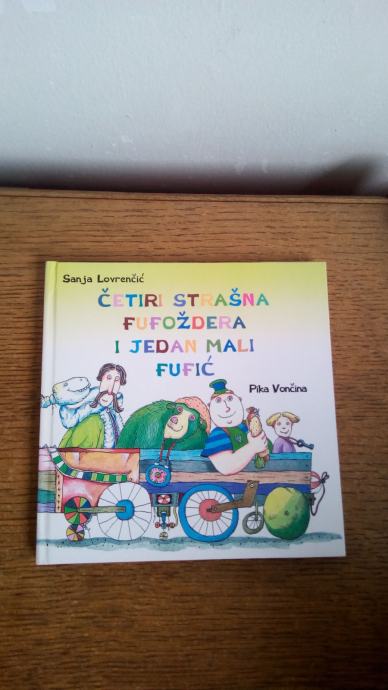 Sanja Lovrenčić
ČETIRI STRAŠNA
FUFOŽDERA
I JEDAN MALI
FUFIĆ
Pika Vončina